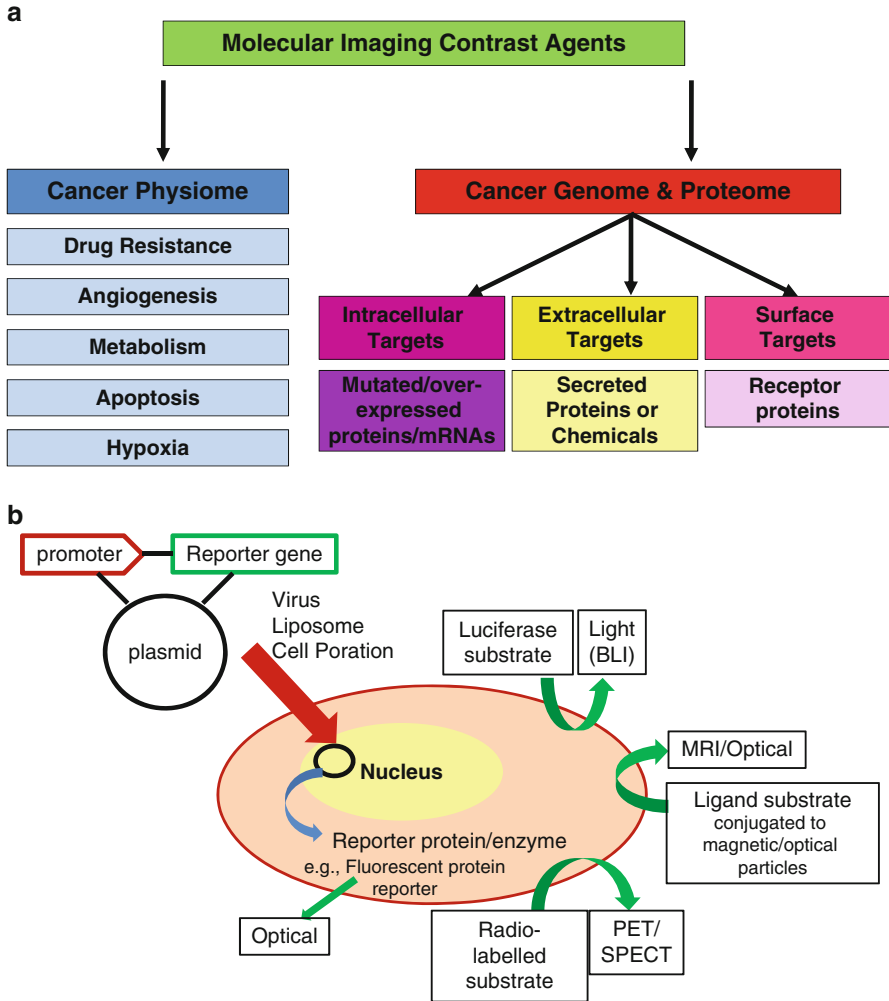 a
Molecular Imaging Contrast Agents
Cancer Physiome
Drug Resistance
Angiogenesis
Metabolism
Apoptosis
Hypoxia
Cancer Genome & Proteome
Intracellular
Targets
Mutated/over-
expressed
proteins/mRNAs
Extracellular
Targets
Secreted
Proteins or
Chemicals
Surface
Targets
Receptor
proteins
b
promoter
Reporter gene
plasmid
Virus
Liposome
Cell Poration
Nucleus
Reporter protein/enzyme
e.g., Fluorescent protein
reporter
Optical
Luciferase
substrate
Light
(BLI)
MRI/Optical
Ligand substrate
conjugated to
magnetic/optical
particles
Radio-
labelled
substrate
PET/
SPECT